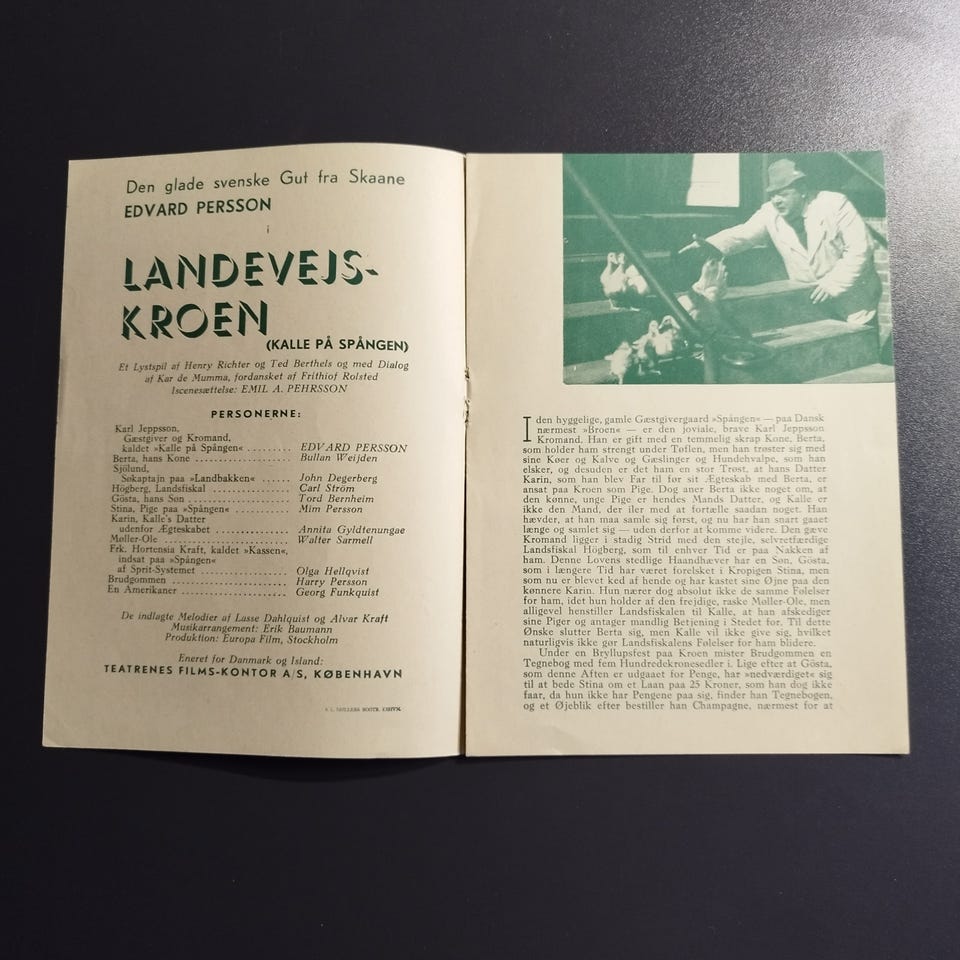 Den glade svenske Gut fra Skaane
EDVARD PERSSON
i
LANDEVEJS-
KROEN
(KALLE PÅ SPÅNGEN)
Et Lystspil af Henry Richter og Ted Berthels og med Dialog
af Kar de Mumma, fordansket af Frithiof Rolsted
Iscenesættelse: EMIL A. PEHRSSON
PERSONERNE:
Karl Jeppsson,
Gæstgiver og Kromand,
kaldet »Kalle på Spången« ......... EDVARD PERSSON
Berta, hans Kone ................... Bullan Weijden
Sjölund,
Søkaptajn paa »Landbakken« ...... John Degerberg
Högberg, Landsfiskal ................ Carl Ström
Gösta, hans Søn ..................... Tord Bernheim
Stina, Pige paa »Spången« ........... Mim Persson
Karin, Kalle's Datter
udenfor Ægteskabet ............... Annita Gyldtenungæ
Møller-Ole .......................... Walter Sarmell
Frk. Hortensia Kraft, kaldet »Kassen«,
indsat paa »Spången«
af Sprit-Systemet .................. Olga Hellqvist
Brudgommen ........................ Harry Persson
En Amerikaner ...................... Georg Funkquist
De indlagte Melodier af Lasse Dahlquist og Alvar Kraft
Musikarrangement: Erik Baumann
Produktion: Europa Film, Stockholm
Eneret for Danmark og Island:
TEATRENES FILMS-KONTOR A/S, KØBENHAVN
I den hyggelige, gamle Gæstgivergaard »Spången« — paa Dansk
nærmest »Broen« — er den joviale, brave Karl Jeppsson
Kromand. Han er gift med en temmelig skrap Kone, Berta,
som holder ham strengt under Tøflen, men han trøster sig med
sine Køer og Kalve og Gæslinger og Hundehvalpe, som han
elsker, og desuden er det ham en stor Trøst, at hans Datter
Karin, som han blev Far til før sit Ægteskab med Berta, er
ansat paa Kroen som Pige. Dog aner Berta ikke noget om, at
den kønne, unge Pige er hendes Mands Datter, og Kalle er
ikke den Mand, der iler med at fortælle saadan noget. Han
hævder, at han maa samle sig først, og nu har han snart gaaet
længe og samlet sig — uden derfor at komme videre. Den gæve
Kromand ligger i stadig Strid med den stejle, selvretfærdige
Landsfiskal Högberg, som til enhver Tid er paa Nakken af
ham. Denne Lovens stedlige Haandhæver har en Søn, Gösta,
som i længere Tid har været forelsket i Kropigen Stina, men
som nu er blevet ked af hende og har kastet sine Øjne paa den
kønnere Karin. Hun nærer dog absolut ikke de samme Følelser
for ham, idet hun holder af den frejdige, raske Møller-Ole, men
alligevel henstiller Landsfiskalen til Kalle, at han afskediger
sine Piger og antager mandlig Betjening i Stedet for. Til dette
Ønske slutter Berta sig, men Kalle vil ikke give sig, hvilket
naturligvis ikke gør Landsfiskalens Følelser for ham blidere.
Under en Bryllupsfest paa Kroen mister Brudgommen en
Tegnebog med fem Hundredekronesedler i. Lige efter at Gösta,
som denne Aften er udgaaet for Penge, har »nedværdiget« sig
til at bede Stina om et Laan paa 25 Kroner, som han dog ikke
faar, da hun ikke har Pengene paa sig, finder han Tegnebogen,
og et Øjeblik efter bestiller han Champagne, nærmest for at